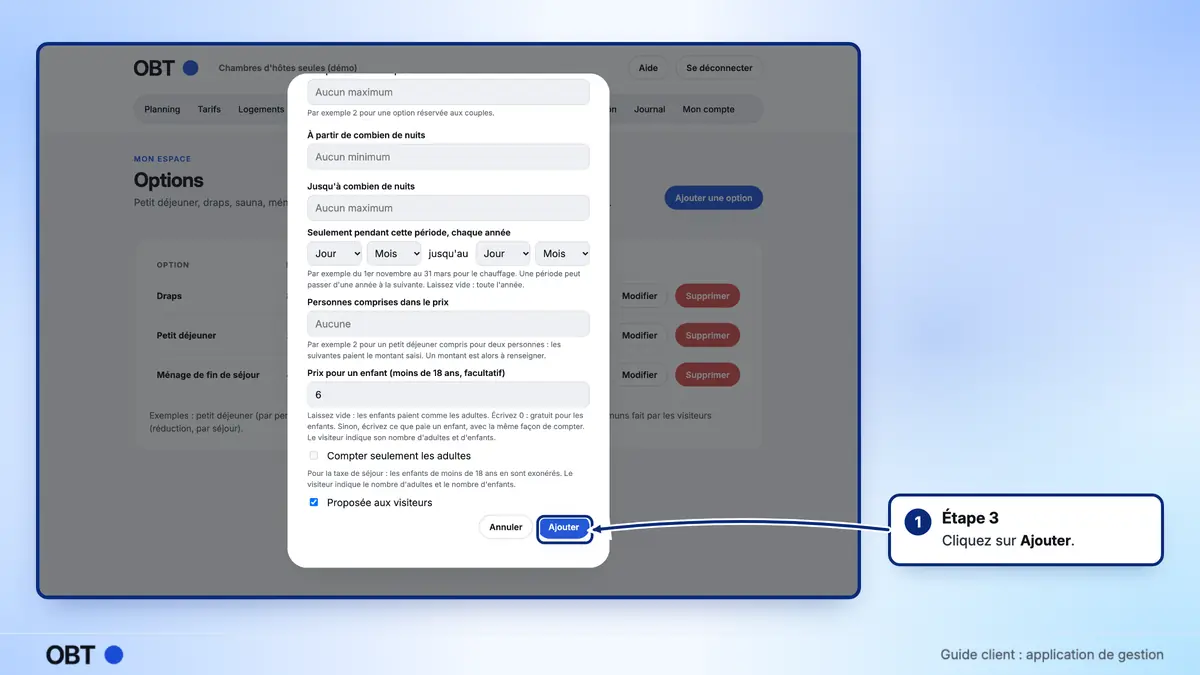 OBT
Chambres d'hôtes seules (démo)
Aide
Se déconnecter
Planning
Tarifs
Logements
Journal
Mon compte
MON ESPACE
Options
Petit déjeuner, draps, sauna,
Ajouter une option
OPTION
Draps
Modifier
Supprimer
Petit déjeuner
Modifier
Supprimer
Ménage de fin de séjour
Modifier
Supprimer
Exemples : petit déjeuner (par
fait par les visiteurs
(réduction, par séjour).
Aucun maximum
Par exemple 2 pour une option réservée aux couples.
À partir de combien de nuits
Aucun minimum
Jusqu'à combien de nuits
Aucun maximum
Seulement pendant cette période, chaque année
Jour Mois jusqu'au Jour Mois
Par exemple du 1er novembre au 31 mars pour le chauffage. Une période peut
passer d'une année à la suivante. Laissez vide : toute l'année.
Personnes comprises dans le prix
Aucune
Par exemple 2 pour un petit déjeuner compris pour deux personnes : les
suivantes paient le montant saisi. Un montant est alors à renseigner.
Prix pour un enfant (moins de 18 ans, facultatif)
6
Laissez vide : les enfants paient comme les adultes. Écrivez 0 : gratuit pour les
enfants. Sinon, écrivez ce que paie un enfant, avec la même façon de compter.
Le visiteur indique son nombre d'adultes et d'enfants.
Compter seulement les adultes
Pour la taxe de séjour : les enfants de moins de 18 ans en sont exonérés. Le
visiteur indique le nombre d'adultes et le nombre d'enfants.
Proposée aux visiteurs
Annuler
Ajouter
1
Étape 3
Cliquez sur Ajouter.
OBT
Guide client : application de gestion